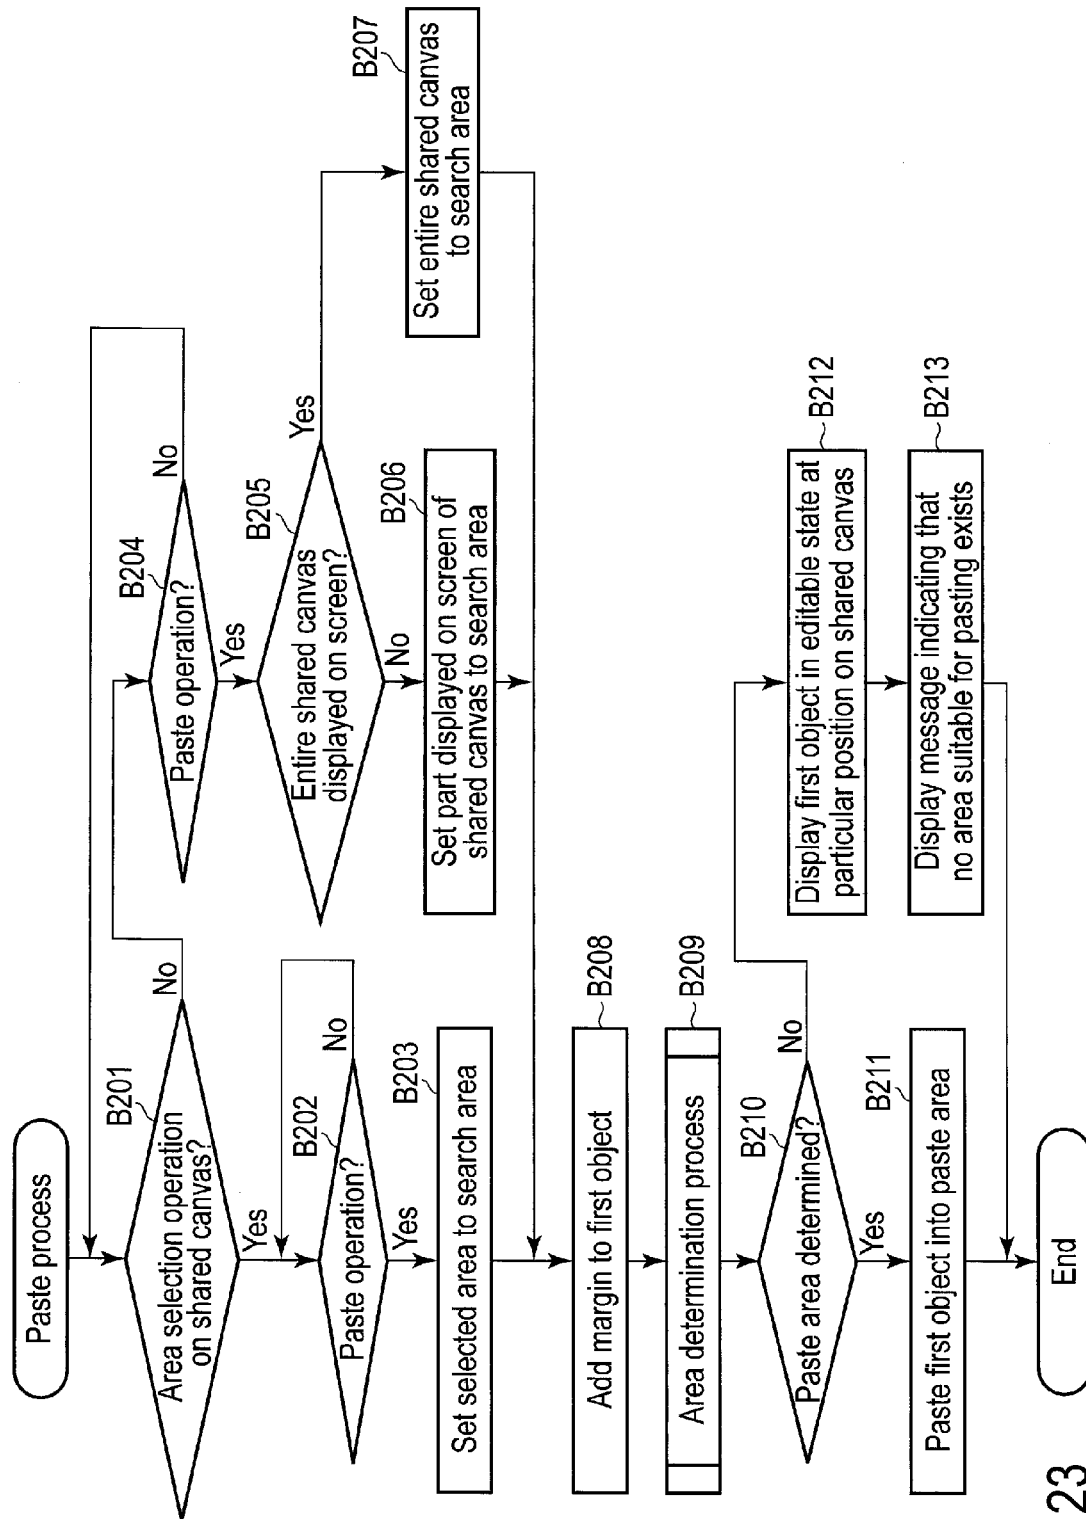 Paste process
B201
Area selection operation
on shared canvas?
No
Yes
B202
Paste operation?
No
Yes
B203
Set selected area to search area
B204
Paste operation?
No
Yes
B205
Entire shared canvas
displayed on screen?
Yes
No
B206
Set part displayed on screen of
shared canvas to search area
B207
Set entire shared canvas
to search area
B208
Add margin to first object
B209
Area determination process
B210
Paste area determined?
No
Yes
B211
Paste first object into paste area
B212
Display first object in editable state at
particular position on shared canvas
B213
Display message indicating that
no area suitable for pasting exists
End
23